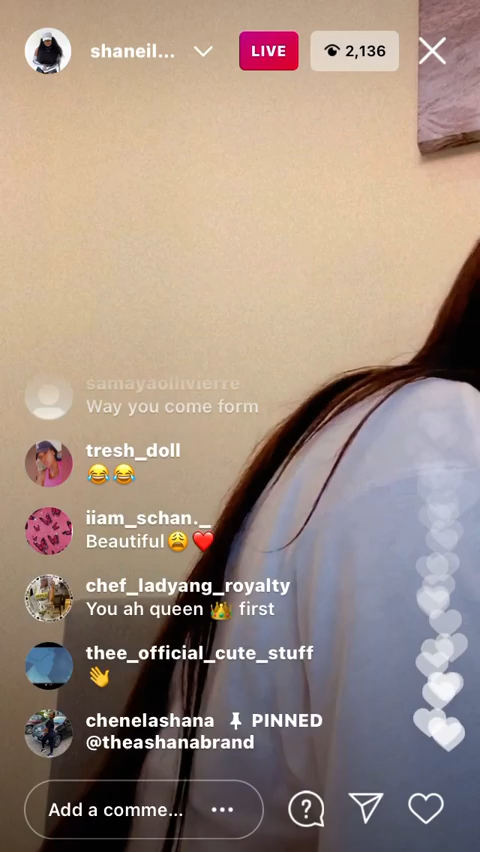 shaneil...
LIVE
2,136
samayaollivierre
Way you come form
tresh_doll
😂😂
iiam_schan._
Beautiful😩❤️
chef_ladyang_royalty
You ah queen 👑 first
thee_official_cute_stuff
👋
chenelashana 📌 PINNED
@theashanabrand
Add a comme...